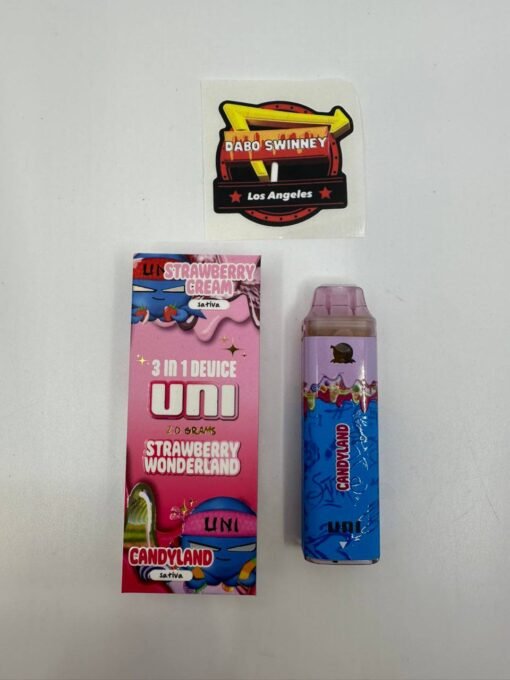 DABO SWINNEY
Los Angeles
UNI
STRAWBERRY
CREAM
sativa
3 IN 1 DEVICE
UNI
2.0 GRAMS
STRAWBERRY
WONDERLAND
UNI
CANDYLAND
sativa
CANDYLAND
UNI